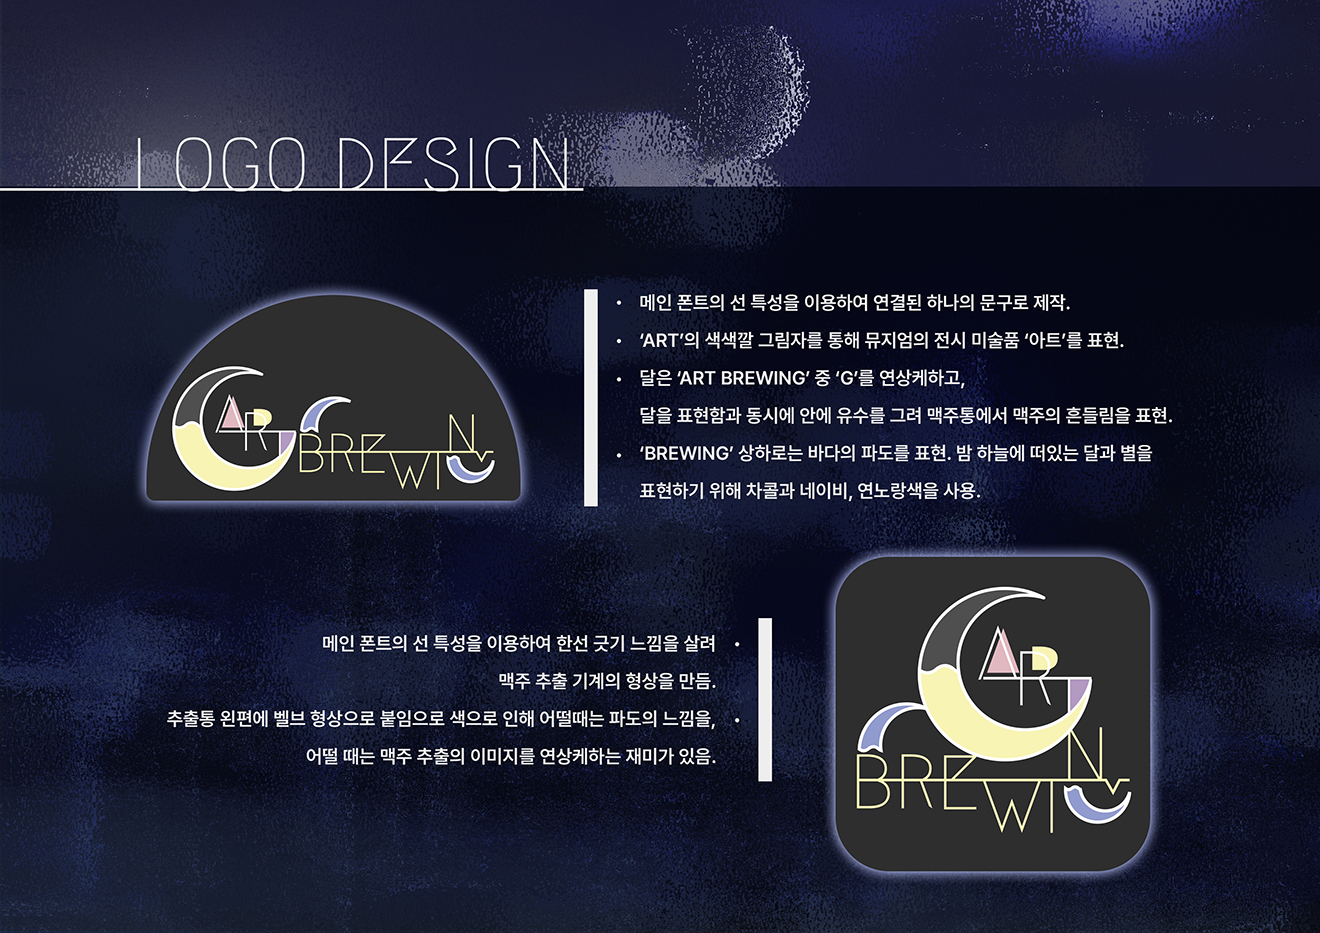 LOGO DESIGN
ART BREWIN
• 메인 폰트의 선 특성을 이용하여 연결된 하나의 문구로 제작.
• ‘ART’의 색색깔 그림자를 통해 뮤지엄의 전시 미술품 ‘아트’를 표현.
• 달은 ‘ART BREWING’ 중 ‘G’를 연상케하고,
달을 표현함과 동시에 안에 유수를 그려 맥주통에서 맥주의 흔들림을 표현.
• ‘BREWING’ 상하로는 바다의 파도를 표현. 밤 하늘에 떠있는 달과 별을
표현하기 위해 차콜과 네이비, 연노랑색을 사용.
메인 폰트의 선 특성을 이용하여 한선 긋기 느낌을 살려 •
맥주 추출 기계의 형상을 만듬.
추출통 왼편에 벨브 형상으로 붙임으로 색으로 인해 어떨때는 파도의 느낌을, •
어떨 때는 맥주 추출의 이미지를 연상케하는 재미가 있음.
ART
BREWIN